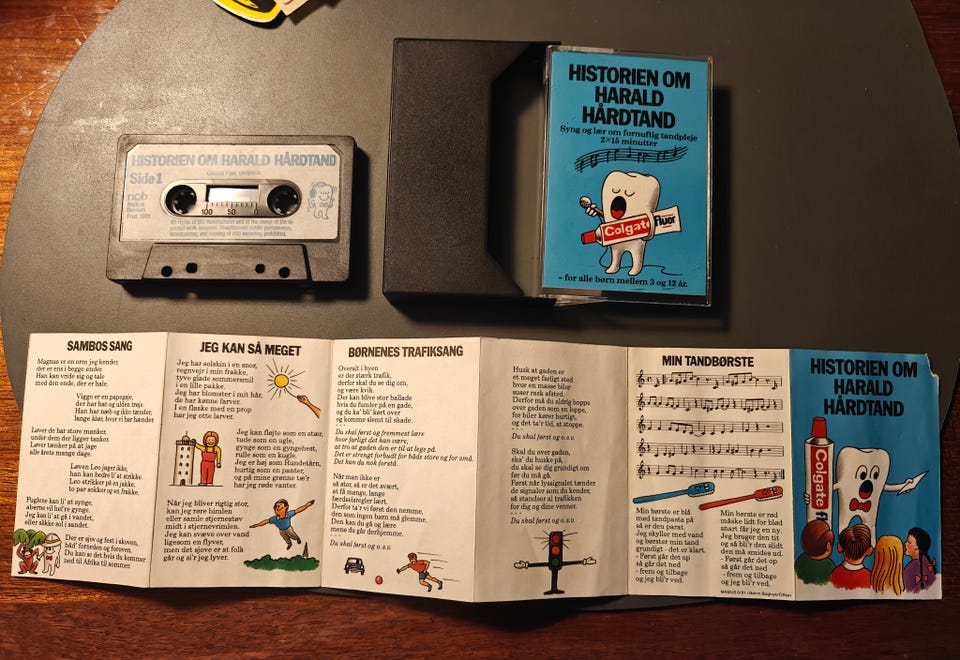 HISTORIEN OM
HARALD
HÅRDTAND
Syng og lær om fornuftig tandpleje
2×15 minutter
Colgate
Fluor
– for alle børn mellem 3 og 12 år.
HISTORIEN OM HARALD HÅRDTAND
Side 1
ncb
100 50
SAMBOS SANG
Magnus er en orm jeg kender,
der er ens i begge ender.
Han kan vride sig og tale
med den ende, der er hale.
Viggo er en papegøje,
der har hat og uldne trøje.
Han har næb og ikke tænder,
lange kløer, hvor vi har hænder.
Løver de har store manker,
under dem der ligger tanker.
Løver tænker på at jage
alle årets mange dage.
Løven Leo jager ikke,
han kan bedre li' at strikke.
Leo strikker på en jakke,
to par sokker og en frakke.
Fuglene kan li' at synge,
aberne vil hel're gynge.
Jeg kan li' at gå i vandet,
eller slikke sol i sandet.
Der er sjov og fest i skoven,
båd' forneden og foroven.
Du kan se det hvis du kommer
ned til Afrika til sommer.
JEG KAN SÅ MEGET
Jeg har solskin i en snor,
regnvejr i min frakke,
tyve glade sommersmil
i en lille pakke.
Jeg har blomster i mit hår,
de har kønne farver.
I en flaske med en prop
har jeg otte larver.
Jeg kan fløjte som en stær,
tude som en ugle,
gynge som en gyngehest,
rulle som en kugle.
Jeg er høj som Rundetårn,
hurtig som en panter,
og på mine grønne tæ'r
har jeg røde vanter.
Når jeg bliver rigtig stor,
kan jeg røre himlen
eller samle stjernestøv
midt i stjernevrimlen.
Jeg kan svæve over vand
ligesom en flyver,
men det sjove er at folk
går og si'r jeg lyver.
BØRNENES TRAFIKSANG
Overalt i byen
er der stærk trafik,
derfor skal du se dig om,
og være kvik.
Der kan blive stor ballade
hvis du fumler på en gade,
og du ka' bli' kørt over
og komme slemt til skade.
Du skal først og fremmest lære
hvor farligt det kan være,
at tro at gaden den er til at lege på.
Det er strengt forbudt for både store og for små.
Det kan du nok forstå.
Når man ikke er
så stor, så er det svært,
at få mange, lange
færdselsregler lært.
Derfor ta'r vi først den nemme,
den som ingen børn må glemme.
Den kan du gå og lære
mens du går derhjemme.
Du skal først og o.s.v.
Husk at gaden er
et meget farligt sted
hvor en masse biler
suser rask afsted.
Derfor må du aldrig hoppe
over gaden som en loppe,
for biler kører hurtigt,
og det ta'r tid, at stoppe.
Du skal først og o.s.v.
Skal du over gaden,
ska' du huske på,
du skal se dig grundigt om
før du må gå.
Først når lyssignalet tænder
de signaler som du kender,
så standser trafikken
for dig og dine venner.
Du skal først og o.s.v.
MIN TANDBØRSTE
Min børste er blå
med tandpasta på
så er den parat.
Jeg skyller med vand
og børster min tand
grundigt - det er klart.
- Først går det op
så går det ned
- frem og tilbage
og jeg bli'r ved.
Min børste er rød
måske lidt for blød
snart får jeg en ny.
Jeg bruger den tit
og så bli'r den slidt
den må smides ud.
- Først går det op
så går det ned
- frem og tilbage
og jeg bli'r ved.
HISTORIEN OM
HARALD
HÅRDTAND
Colgate